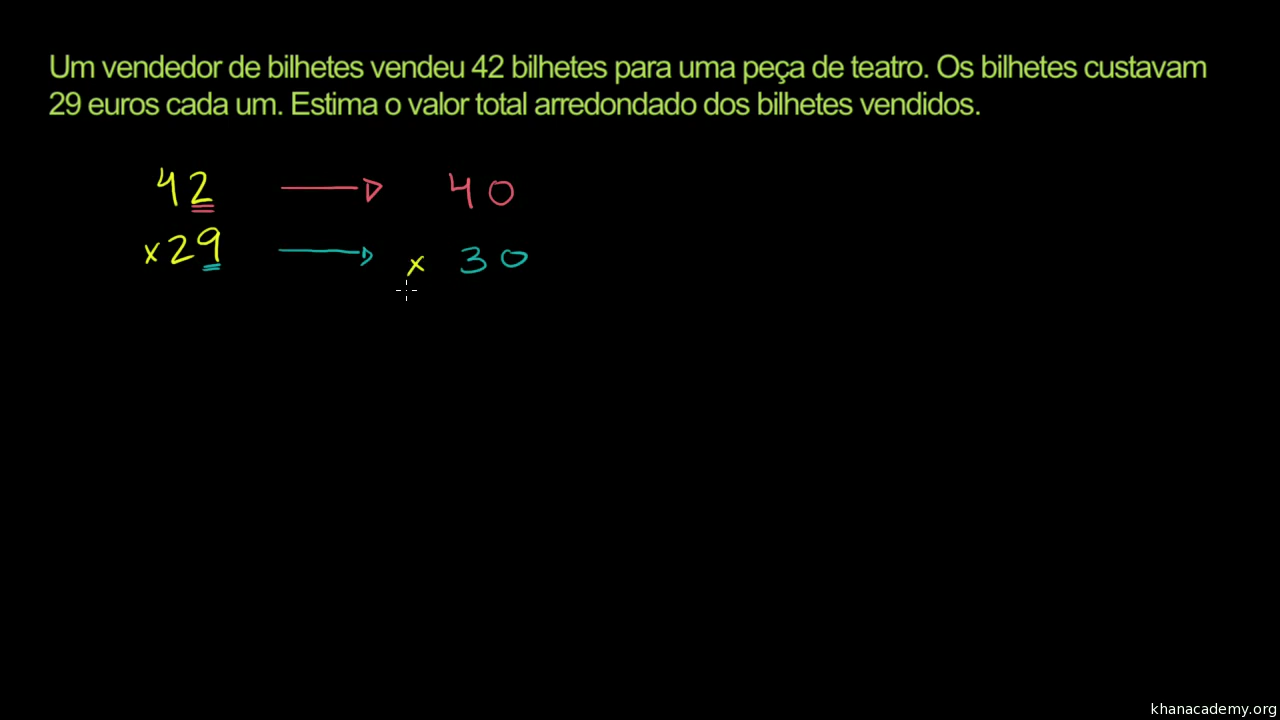 Um vendedor de bilhetes vendeu 42 bilhetes para uma peça de teatro. Os bilhetes custavam
29 euros cada um. Estima o valor total arredondado dos bilhetes vendidos.
42 → 40
x29 → x 30
khanacademy.org